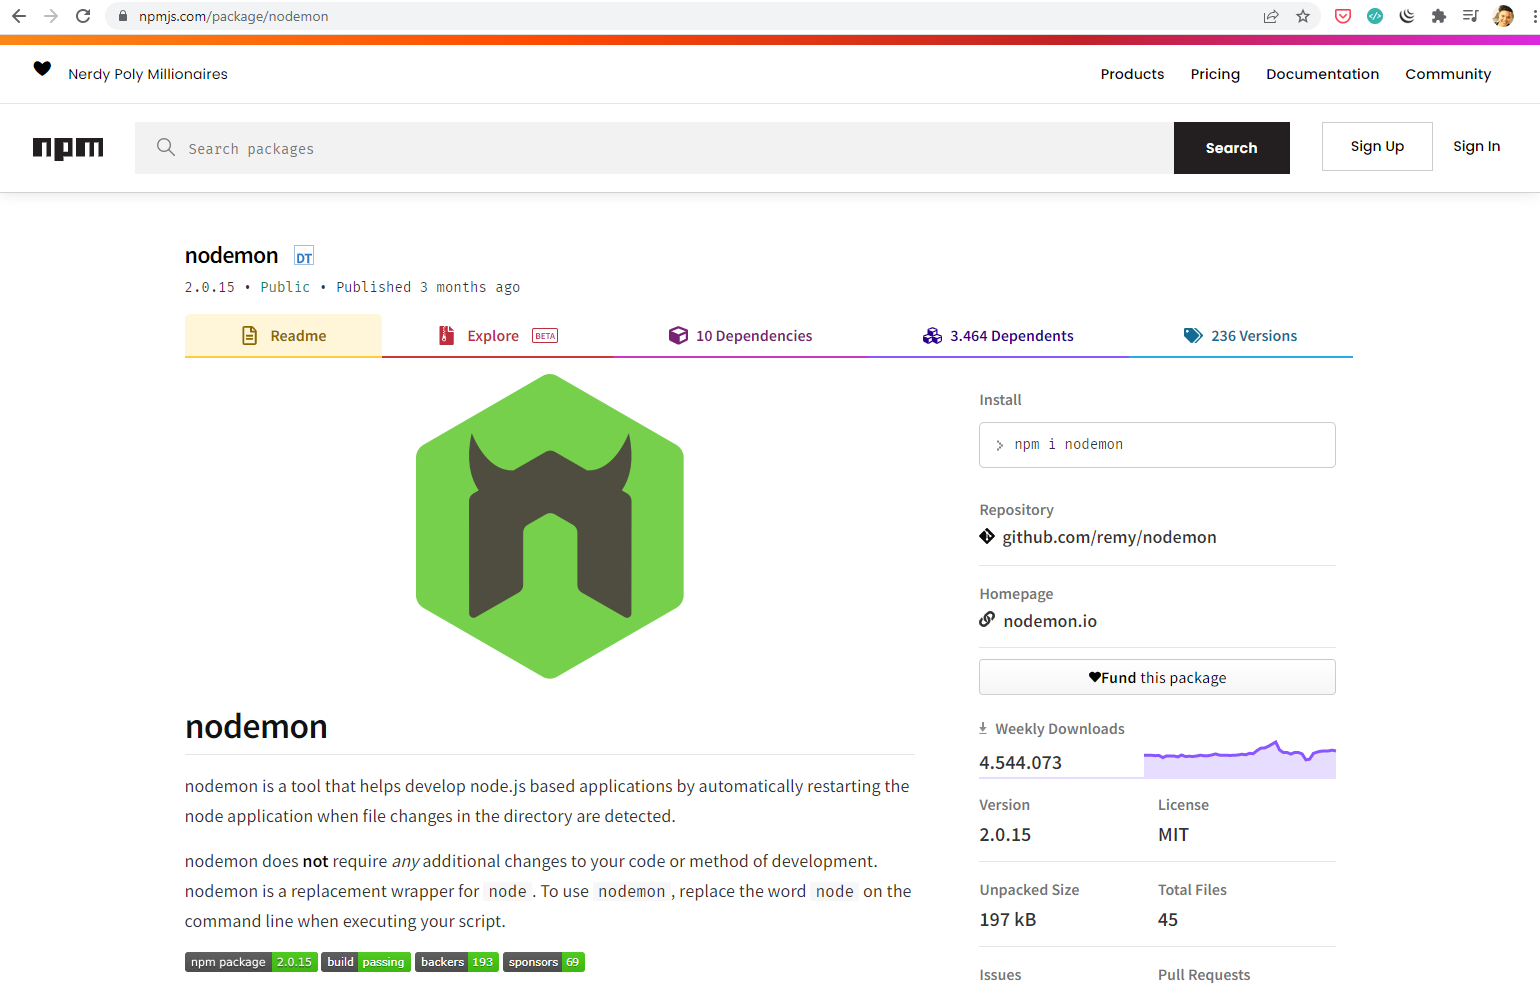 npmjs.com/package/nodemon
Nerdy Poly Millionaires
Products Pricing Documentation Community
npm
Search packages
Search
Sign Up
Sign In
nodemon DT
2.0.15 • Public • Published 3 months ago
Readme
Explore BETA
10 Dependencies
3.464 Dependents
236 Versions
nodemon
nodemon is a tool that helps develop node.js based applications by automatically restarting the
node application when file changes in the directory are detected.
nodemon does not require any additional changes to your code or method of development.
nodemon is a replacement wrapper for node. To use nodemon, replace the word node on the
command line when executing your script.
npm package 2.0.15 build passing backers 193 sponsors 69
Install
npm i nodemon
Repository
github.com/remy/nodemon
Homepage
nodemon.io
Fund this package
Weekly Downloads
4.544.073
Version License
2.0.15 MIT
Unpacked Size Total Files
197 kB 45
Issues Pull Requests